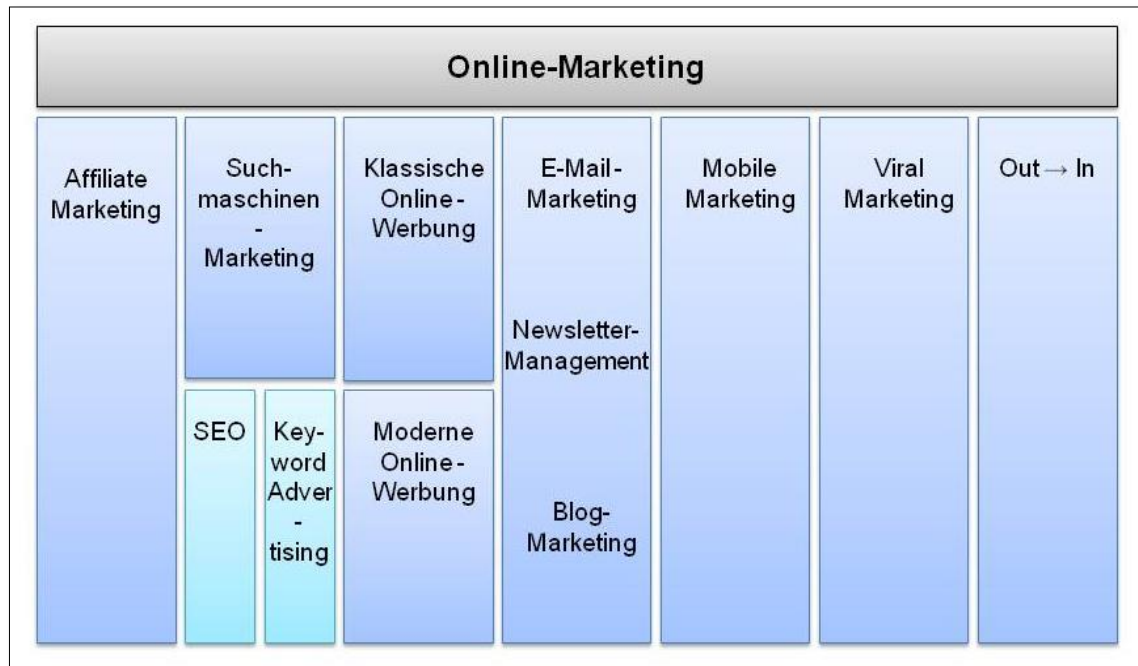 Online-Marketing
Affiliate
Marketing
Such-
maschinen
-
Marketing
SEO
Key-
word
Adver
-
tising
Klassische
Online-
Werbung
Moderne
Online-
Werbung
E-Mail-
Marketing
Newsletter-
Management
Blog-
Marketing
Mobile
Marketing
Viral
Marketing
Out → In